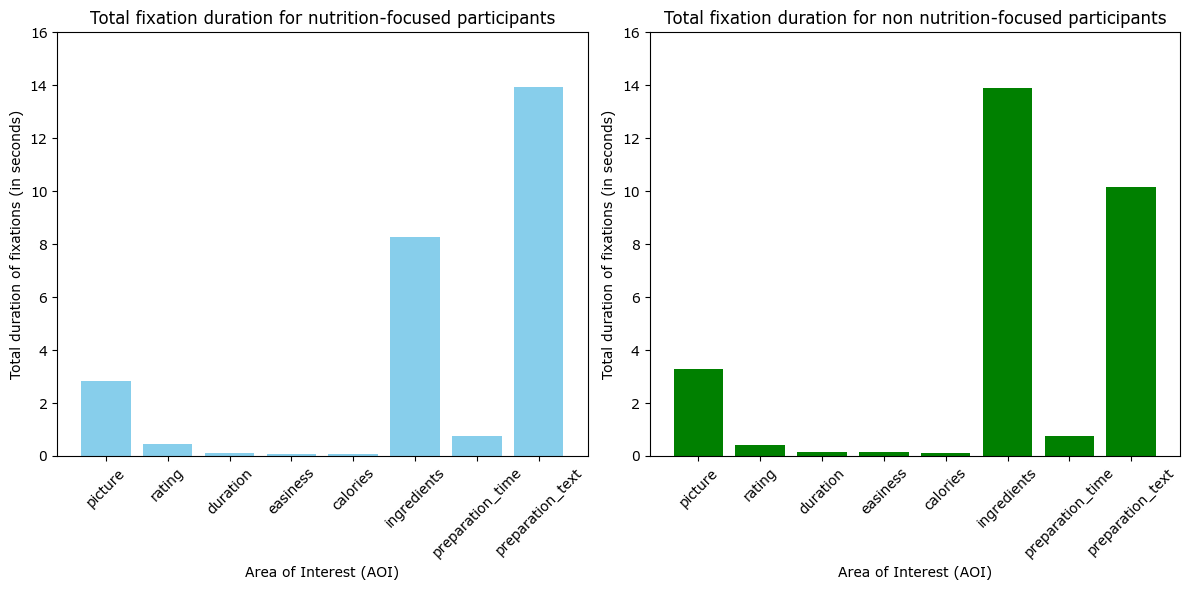 Total fixation duration for nutrition-focused participants
Total duration of fixations (in seconds)
16
14
12
10
8
6
4
2
0
picture
rating
duration
easiness
calories
ingredients
preparation_time
preparation_text
Area of Interest (AOI)
Total fixation duration for non nutrition-focused participants
Total duration of fixations (in seconds)
16
14
12
10
8
6
4
2
0
picture
rating
duration
easiness
calories
ingredients
preparation_time
preparation_text
Area of Interest (AOI)